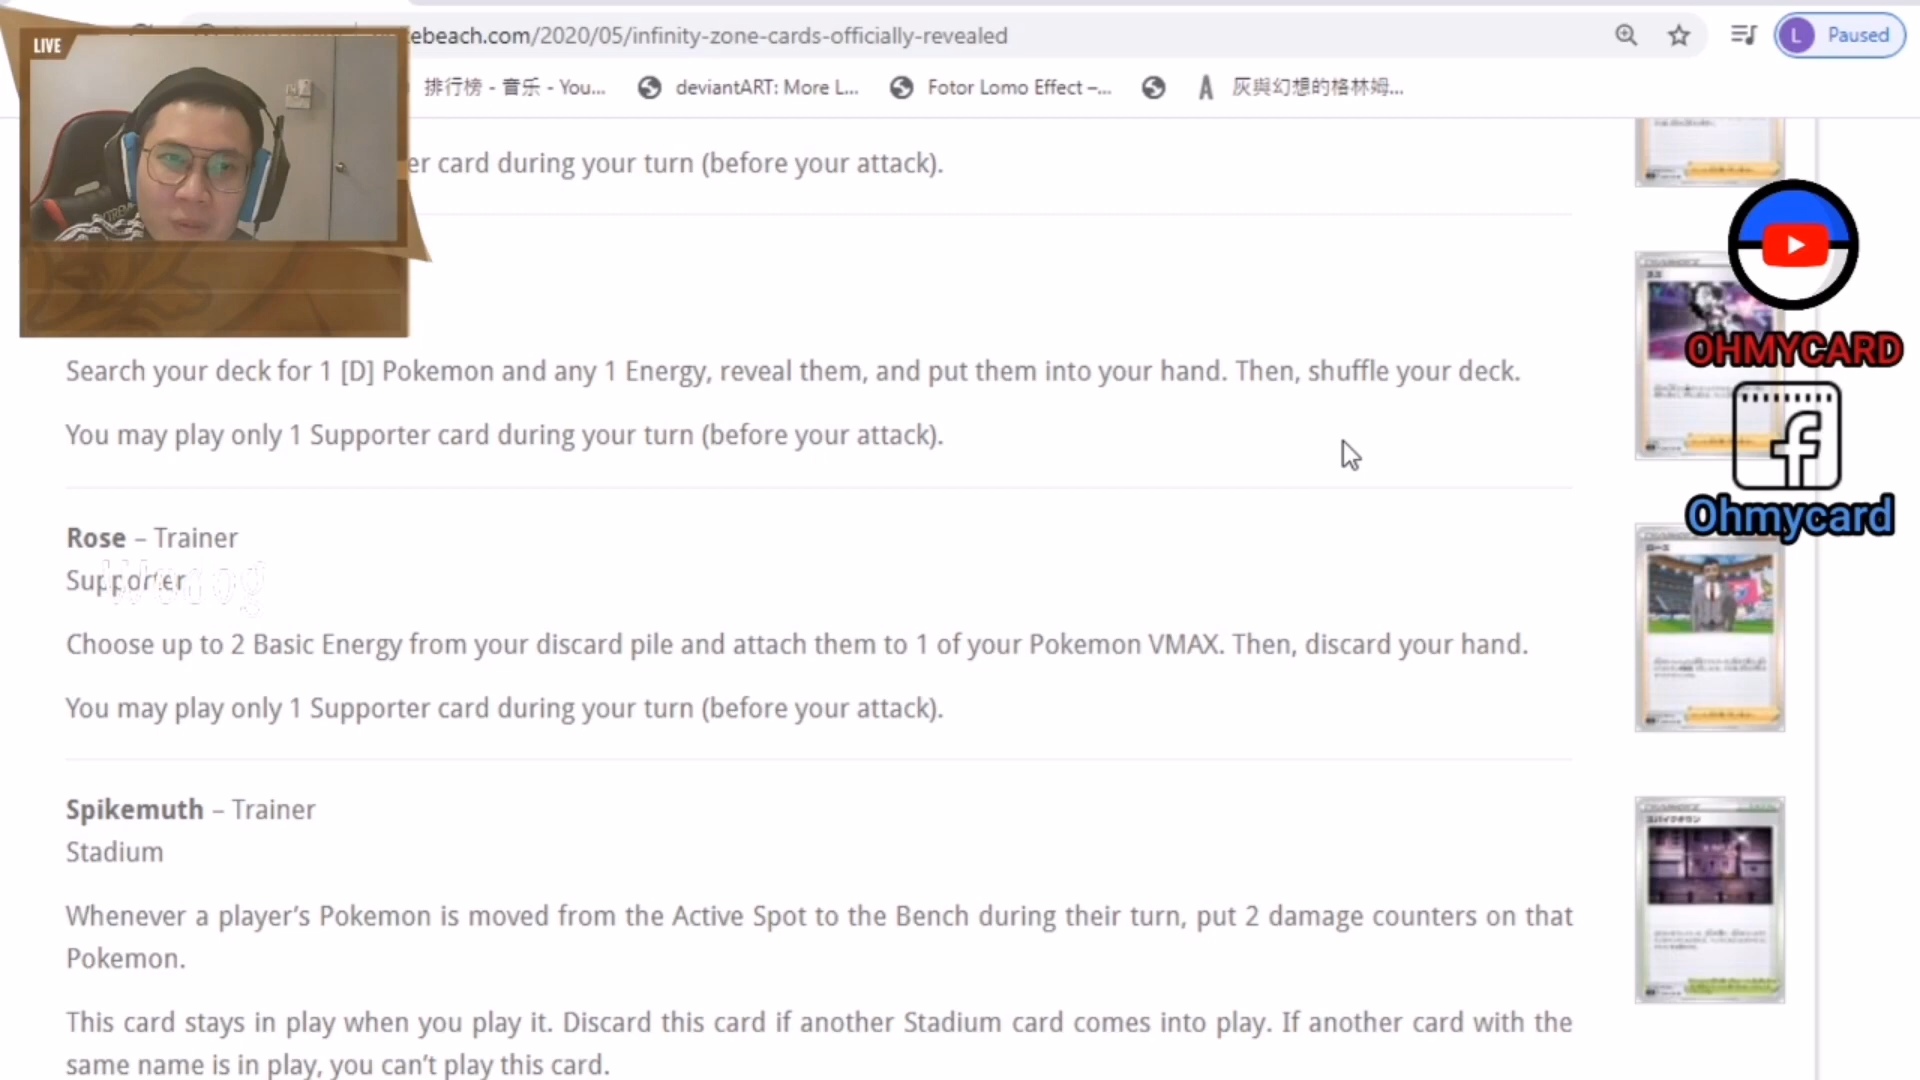 LIVE
ebeach.com/2020/05/infinity-zone-cards-officially-revealed
L Paused
排行榜 - 音乐 - You...
deviantART: More L...
Fotor Lomo Effect –...
灰與幻想的格林姆...
er card during your turn (before your attack).
Search your deck for 1 [D] Pokemon and any 1 Energy, reveal them, and put them into your hand. Then, shuffle your deck.
You may play only 1 Supporter card during your turn (before your attack).
OHMYCARD
Ohmycard
Rose – Trainer
Supporter
Choose up to 2 Basic Energy from your discard pile and attach them to 1 of your Pokemon VMAX. Then, discard your hand.
You may play only 1 Supporter card during your turn (before your attack).
Spikemuth – Trainer
Stadium
Whenever a player’s Pokemon is moved from the Active Spot to the Bench during their turn, put 2 damage counters on that
Pokemon.
This card stays in play when you play it. Discard this card if another Stadium card comes into play. If another card with the
same name is in play, you can’t play this card.